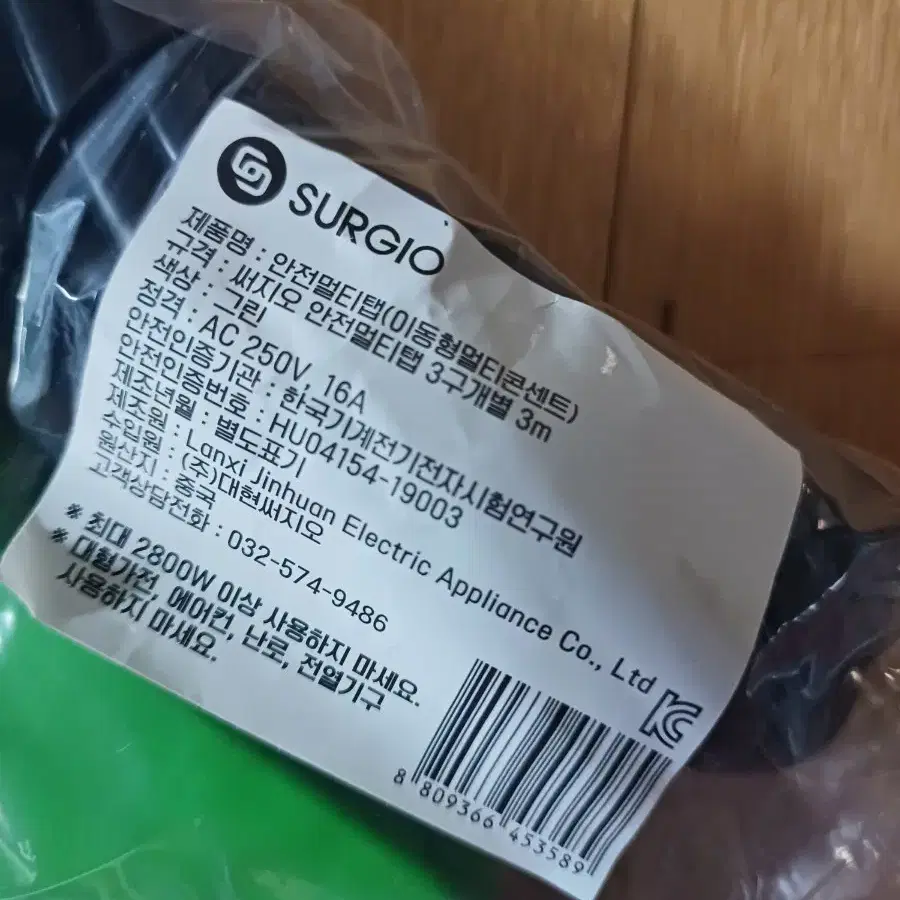 SURGIO
제품명 : 안전멀티탭(이동형멀티콘센트)
규격 : 써지오 안전멀티탭 3구개별 3m
색상 : 그린
정격 : AC 250V, 16A
안전인증기관 : 한국기계전기전자시험연구원
안전인증번호 : HU04154-19003
제조년월 : 별도표기
제조원 : Lanxi Jinhuan Electric Appliance Co., Ltd
수입원 : (주)대현써지오
원산지 : 중국
고객상담전화 : 032-574-9486
※ 최대 2800W 이상 사용하지 마세요.
※ 대형가전, 에어컨, 난로, 전열기구
사용하지 마세요.
8 809366 453589